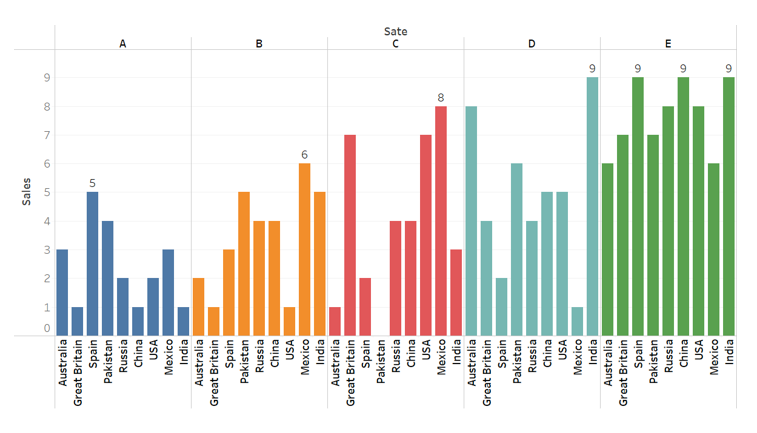 Sate
A B C D E
Sales
9
8
7
6
5
4
3
2
1
0
5
6
8
9
9 9 9
Australia Great Britain Spain Pakistan Russia China USA Mexico India
Australia Great Britain Spain Pakistan Russia China USA Mexico India
Australia Great Britain Spain Pakistan Russia China USA Mexico India
Australia Great Britain Spain Pakistan Russia China USA Mexico India
Australia Great Britain Spain Pakistan Russia China USA Mexico India